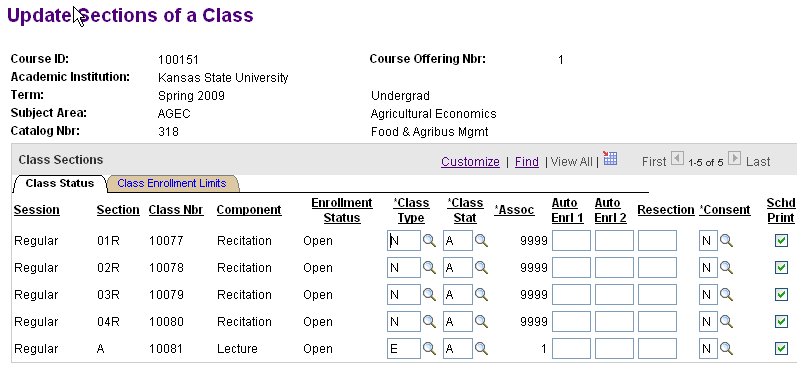 Update Sections of a Class
Course ID: 100151 Course Offering Nbr: 1
Academic Institution: Kansas State University
Term: Spring 2009 Undergrad
Subject Area: AGEC Agricultural Economics
Catalog Nbr: 318 Food & Agribus Mgmt
Class Sections Customize | Find | View All | First 1-5 of 5 Last
Class Status Class Enrollment Limits
Session Section Class Nbr Component Enrollment Status *Class Type *Class Stat *Assoc Auto Enrl 1 Auto Enrl 2 Resection *Consent Schd Print
Regular 01R 10077 Recitation Open N A 9999 N
Regular 02R 10078 Recitation Open N A 9999 N
Regular 03R 10079 Recitation Open N A 9999 N
Regular 04R 10080 Recitation Open N A 9999 N
Regular A 10081 Lecture Open E A 1 N